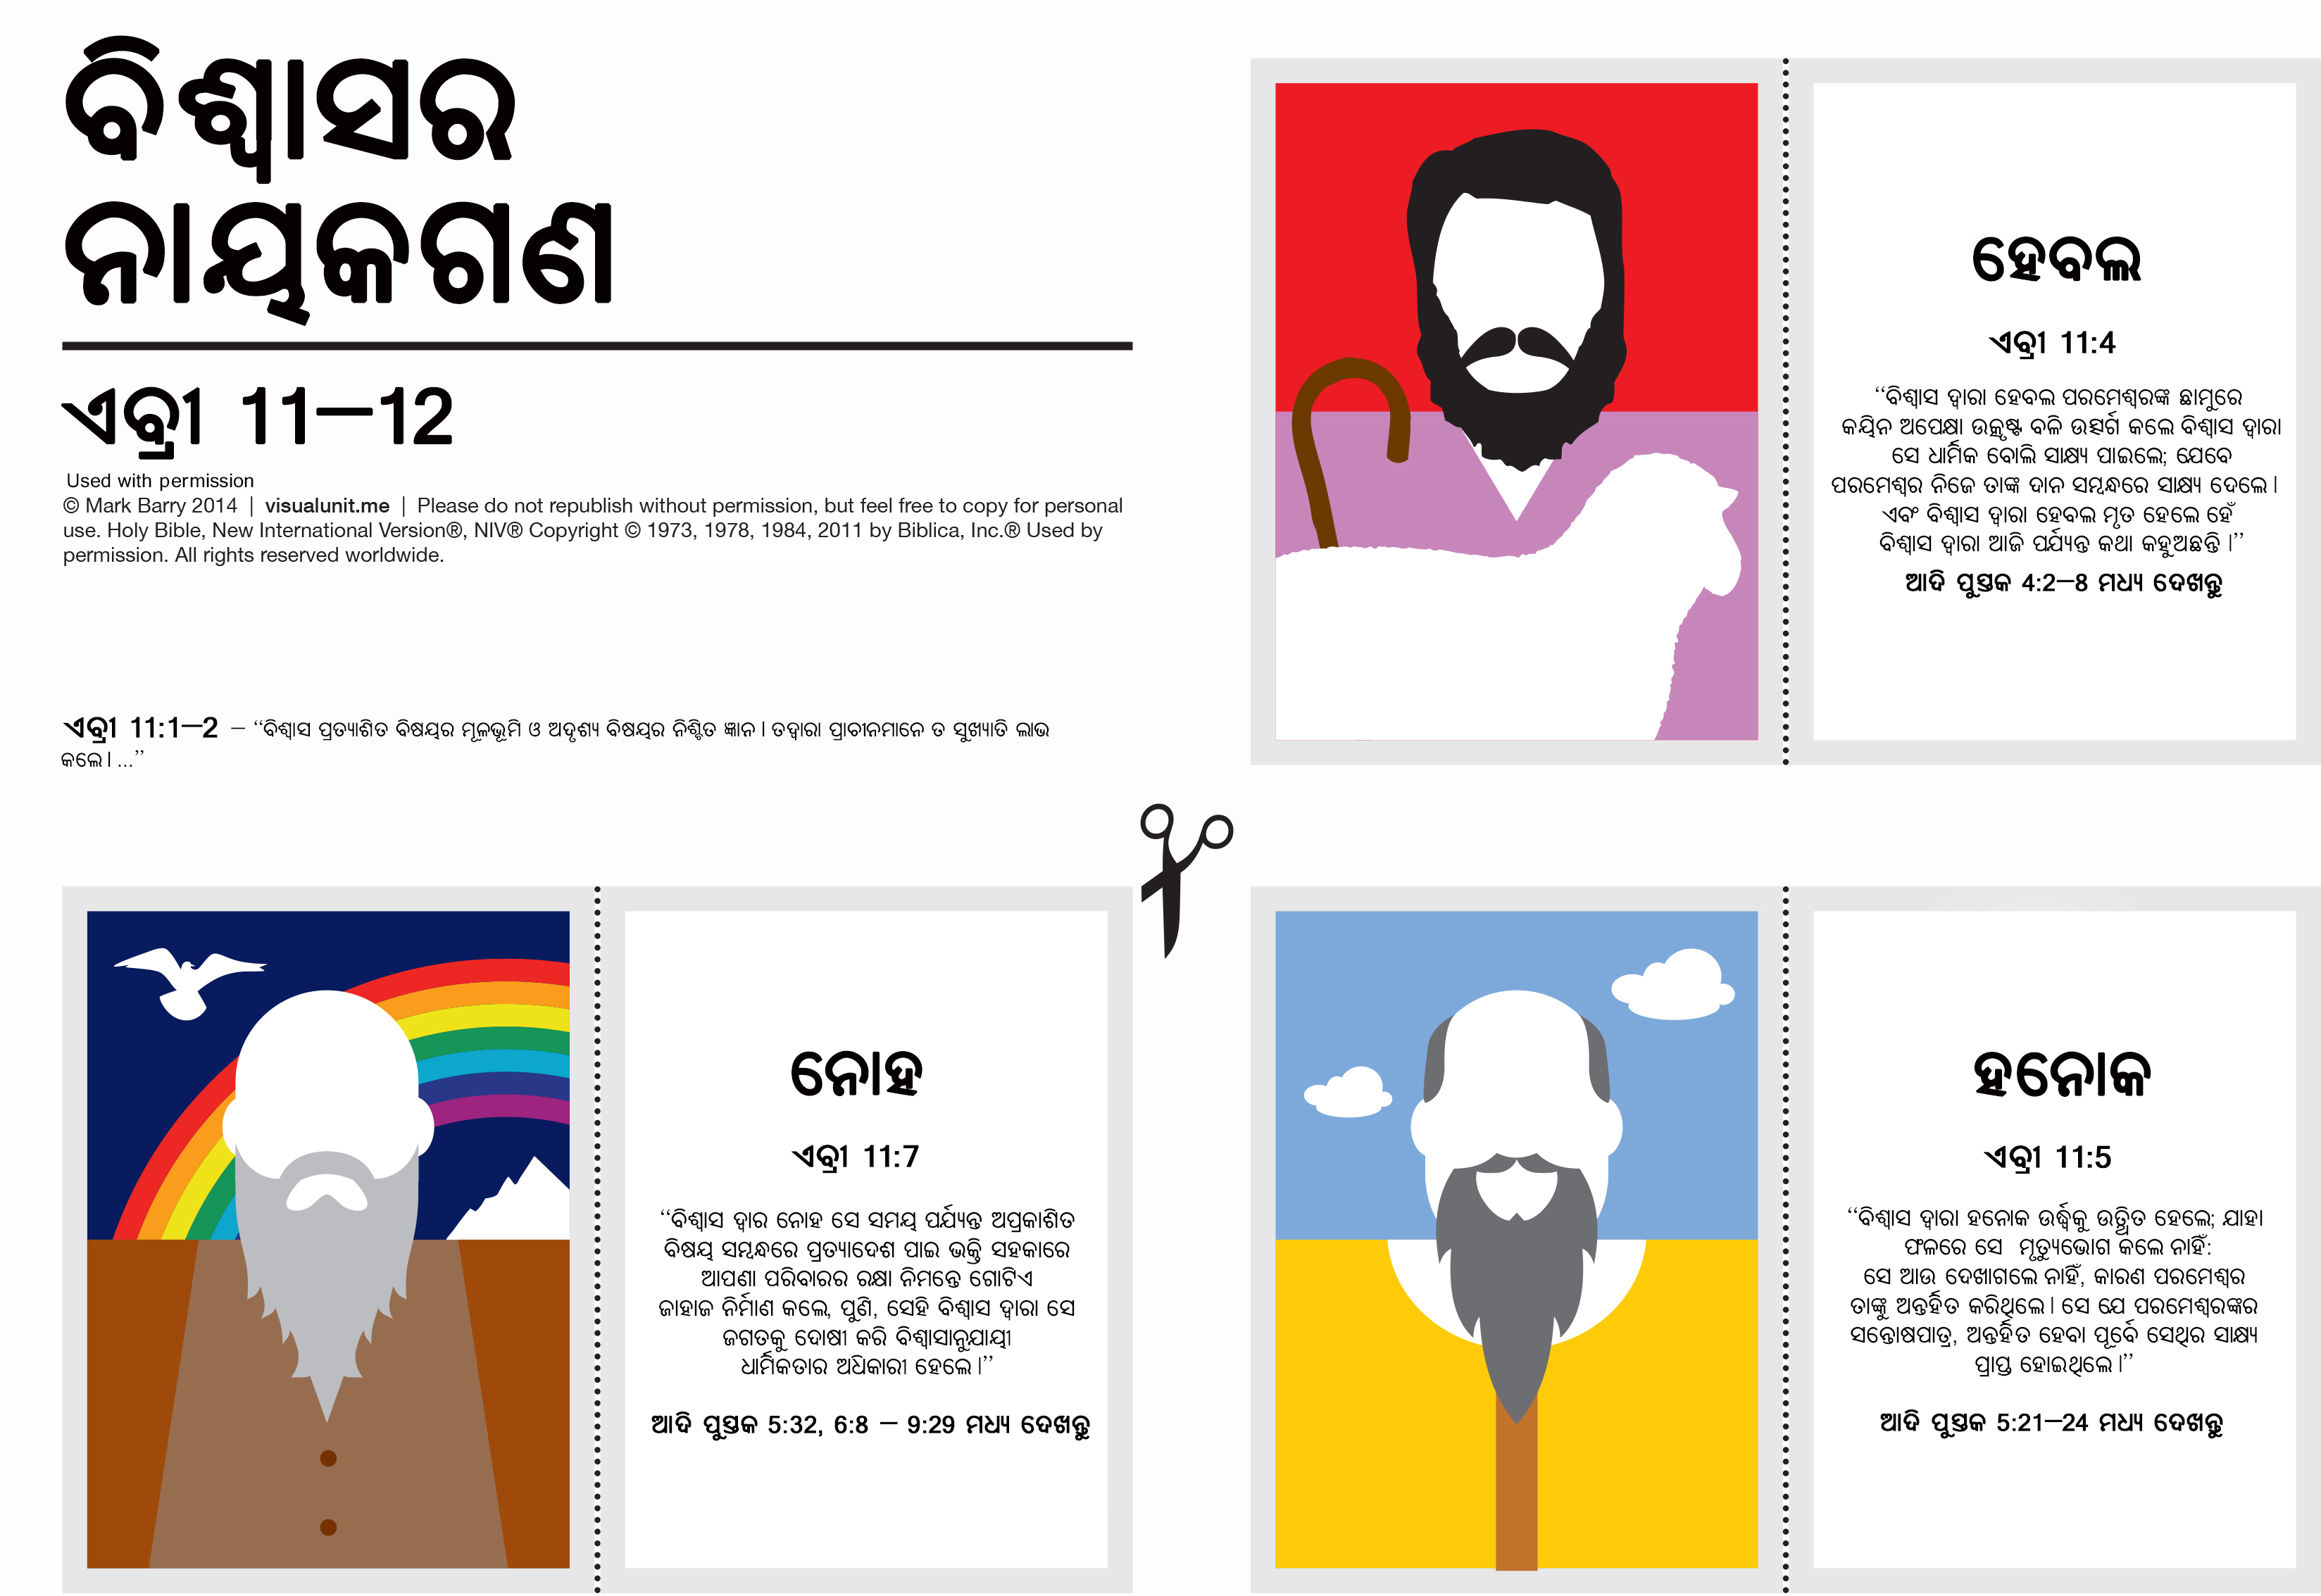 ବିଶ୍ୱାସର
ନାୟକଗଣ
ଏବ୍ରୀ 11–12
Used with permission
© Mark Barry 2014 | visualunit.me | Please do not republish without permission, but feel free to copy for personal
use. Holy Bible, New International Version®, NIV® Copyright © 1973, 1978, 1984, 2011 by Biblica, Inc.® Used by
permission. All rights reserved worldwide.
ଏବ୍ରୀ 11:1–2 – “ବିଶ୍ୱାସ ପ୍ରତ୍ୟାଶିତ ବିଷୟର ମୂଳଭୂମି ଓ ଅଦୃଶ୍ୟ ବିଷୟର ନିଶ୍ଚିତ ଜ୍ଞାନ। ତଦ୍ୱାରା ପ୍ରାଚୀନମାନେ ତ ସୁଖ୍ୟାତି ଲାଭ
କଲେ। ...”
ହେବଲ
ଏବ୍ରୀ 11:4
“ବିଶ୍ୱାସ ଦ୍ୱାରା ହେବଲ ପରମେଶ୍ୱରଙ୍କ ଛାମୁରେ
କୟିନ ଅପେକ୍ଷା ଉତ୍କୃଷ୍ଟ ବଳି ଉତ୍ସର୍ଗ କଲେ ବିଶ୍ୱାସ ଦ୍ୱାରା
ସେ ଧାର୍ମିକ ବୋଲି ସାକ୍ଷ୍ୟ ପାଇଲେ; ଯେବେ
ପରମେଶ୍ୱର ନିଜେ ତାଙ୍କ ଦାନ ସମ୍ବନ୍ଧରେ ସାକ୍ଷ୍ୟ ଦେଲେ।
ଏବଂ ବିଶ୍ୱାସ ଦ୍ୱାରା ହେବଲ ମୃତ ହେଲେ ହେଁ
ବିଶ୍ୱାସ ଦ୍ୱାରା ଆଜି ପର୍ଯ୍ୟନ୍ତ କଥା କହୁଅଛନ୍ତି।”
ଆଦି ପୁସ୍ତକ 4:2–8 ମଧ୍ୟ ଦେଖନ୍ତୁ
ନୋହ
ଏବ୍ରୀ 11:7
“ବିଶ୍ୱାସ ଦ୍ୱାର ନୋହ ସେ ସମୟ ପର୍ଯ୍ୟନ୍ତ ଅପ୍ରକାଶିତ
ବିଷୟ ସମ୍ବନ୍ଧରେ ପ୍ରତ୍ୟାଦେଶ ପାଇ ଭକ୍ତି ସହକାରେ
ଆପଣା ପରିବାରର ରକ୍ଷା ନିମନ୍ତେ ଗୋଟିଏ
ଜାହାଜ ନିର୍ମାଣ କଲେ, ପୁଣି, ସେହି ବିଶ୍ୱାସ ଦ୍ୱାରା ସେ
ଜଗତକୁ ଦୋଷୀ କରି ବିଶ୍ୱାସାନୁଯାୟୀ
ଧାର୍ମିକତାର ଅଧିକାରୀ ହେଲେ।”
ଆଦି ପୁସ୍ତକ 5:32, 6:8 – 9:29 ମଧ୍ୟ ଦେଖନ୍ତୁ
ହନୋକ
ଏବ୍ରୀ 11:5
“ବିଶ୍ୱାସ ଦ୍ୱାରା ହନୋକ ଊର୍ଦ୍ଧ୍ୱକୁ ଉତ୍ଥିତ ହେଲେ; ଯାହା
ଫଳରେ ସେ ମୃତ୍ୟୁଭୋଗ କଲେ ନାହିଁ:
ସେ ଆଉ ଦେଖାଗଲେ ନାହିଁ, କାରଣ ପରମେଶ୍ୱର
ତାଙ୍କୁ ଅନ୍ତର୍ହିତ କରିଥିଲେ। ସେ ଯେ ପରମେଶ୍ୱରଙ୍କର
ସନ୍ତୋଷପାତ୍ର, ଅନ୍ତର୍ହିତ ହେବା ପୂର୍ବେ ସେଥିର ସାକ୍ଷ୍ୟ
ପ୍ରାପ୍ତ ହୋଇଥିଲେ।”
ଆଦି ପୁସ୍ତକ 5:21–24 ମଧ୍ୟ ଦେଖନ୍ତୁ